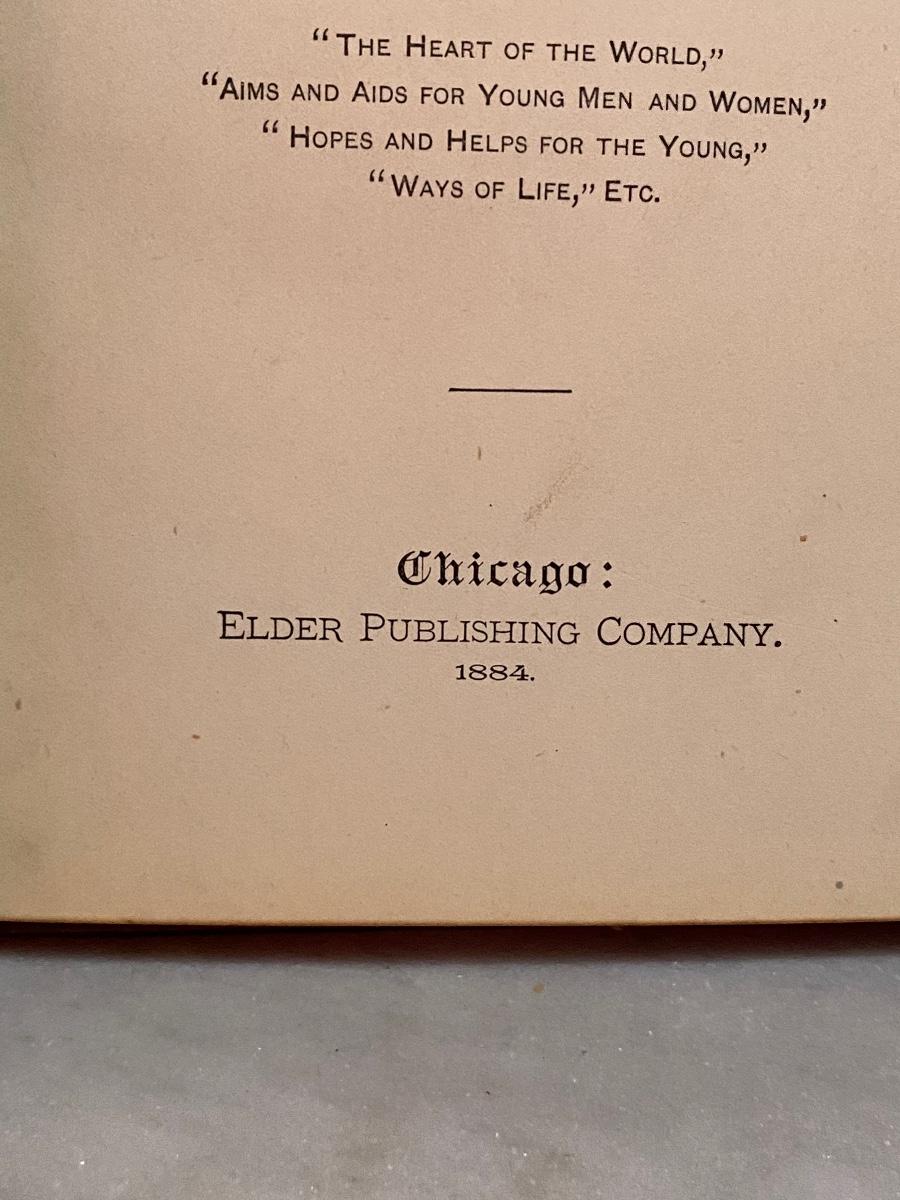 “The Heart of the World,”
“Aims and Aids for Young Men and Women,”
“Hopes and Helps for the Young,”
“Ways of Life,” Etc.
Chicago:
Elder Publishing Company.
1884.